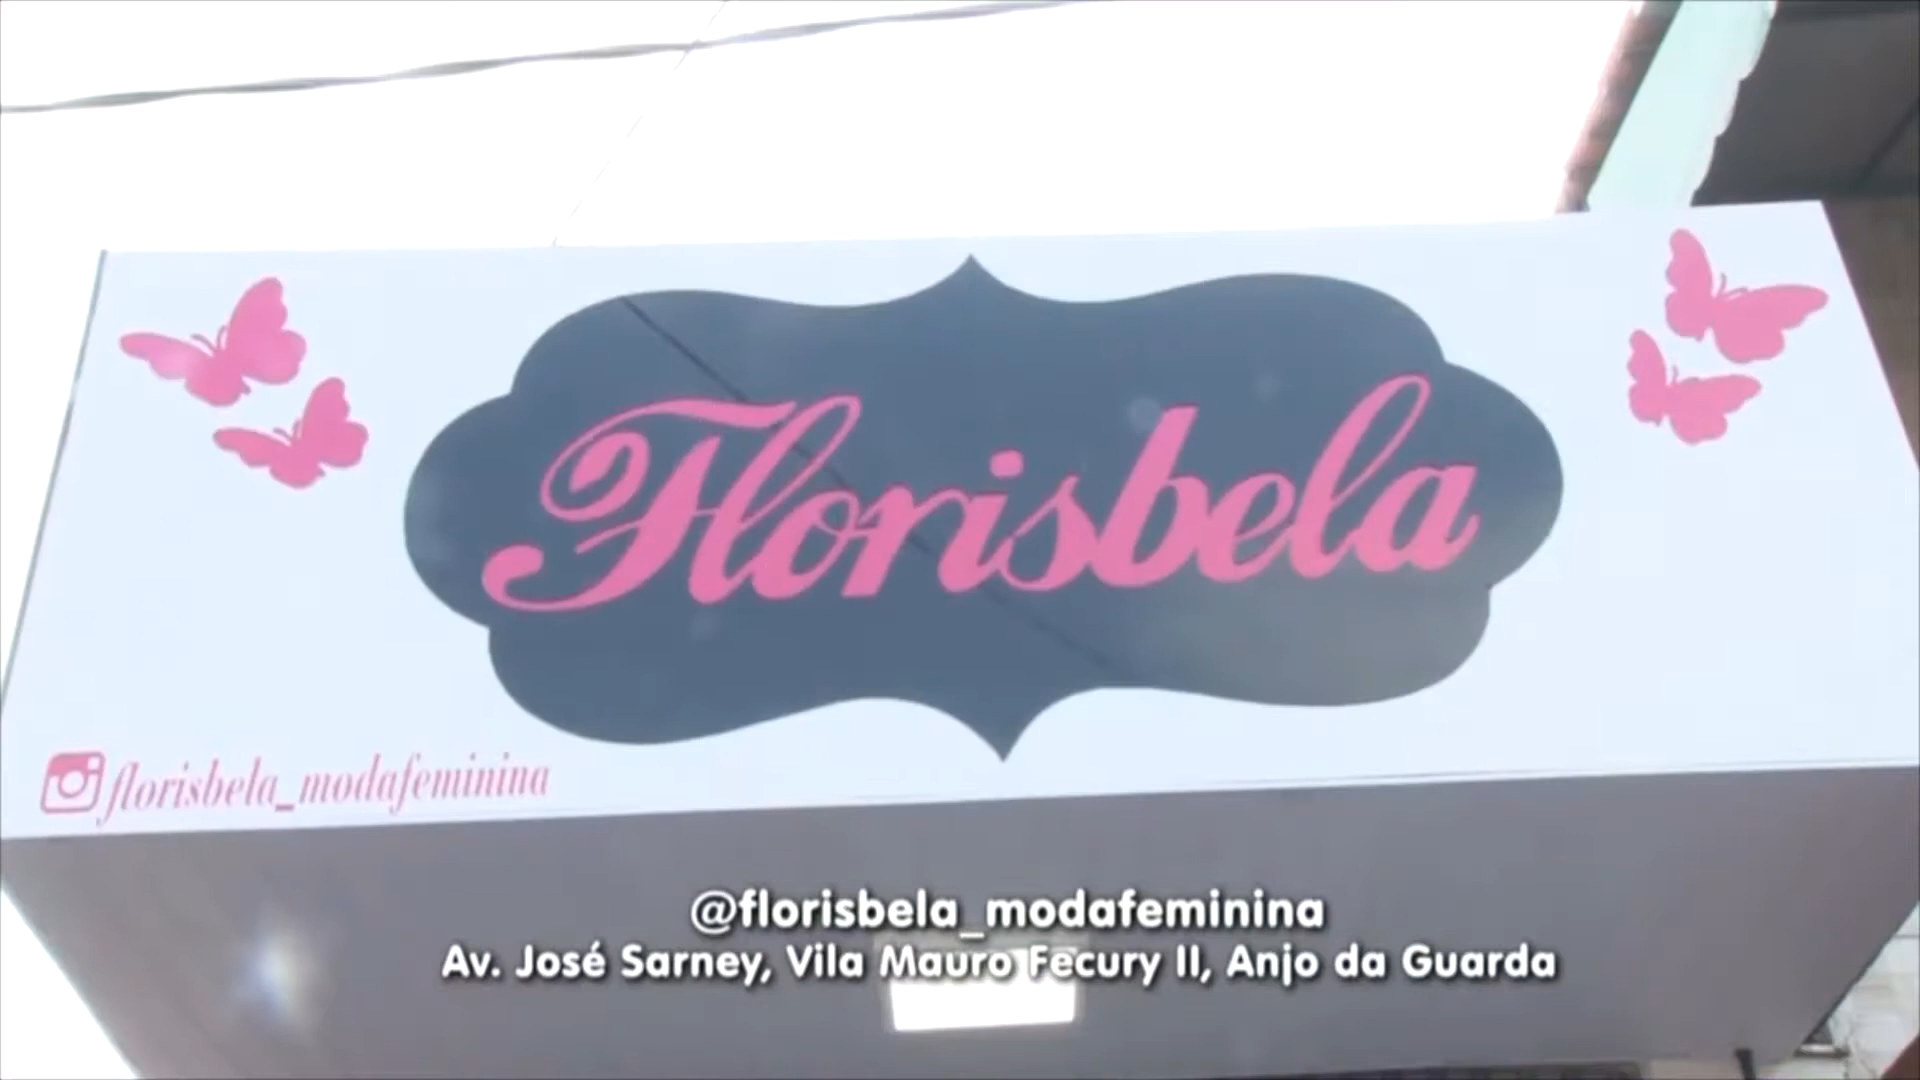 Florisbela
florisbela_modafeminina
@florisbela_modafeminina
Av. José Sarney, Vila Mauro Fecury II, Anjo da Guarda